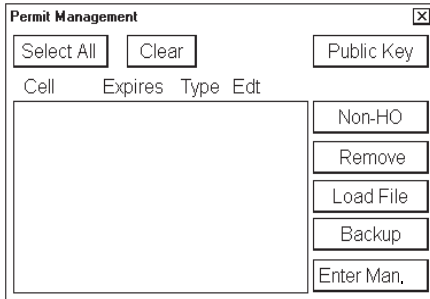 Permit Management
Select All Clear Public Key
Cell Expires Type Edt
Non-HO
Remove
Load File
Backup
Enter Man.